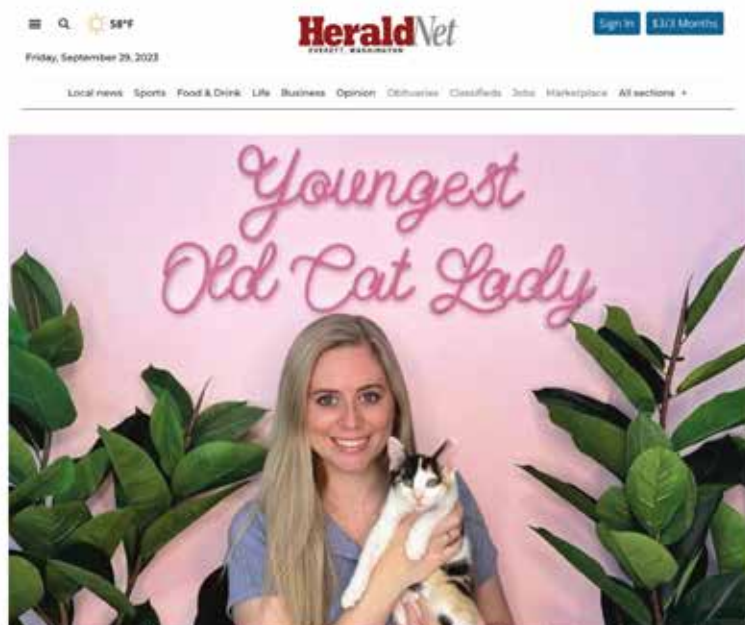 58°F
HeraldNet
EVERETT, WASHINGTON
Sign In
$3/3 Months
Friday, September 29, 2023
Local news Sports Food & Drink Life Business Opinion Obituaries Classifieds Jobs Marketplace All sections
Youngest
Old Cat Lady